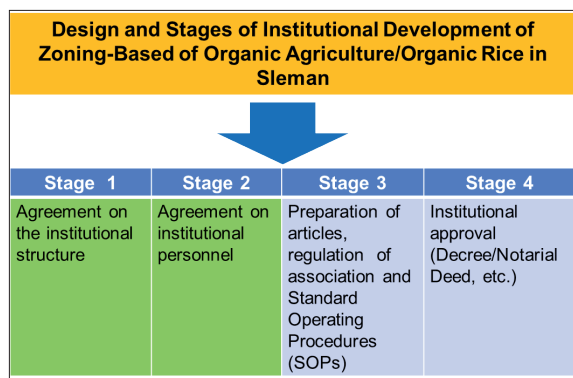 Design and Stages of Institutional Development of
Zoning-Based of Organic Agriculture/Organic Rice in
Sleman
Stage 1
Stage 2
Stage 3
Stage 4
Agreement on
the institutional
structure
Agreement on
institutional
personnel
Preparation of
articles,
regulation of
association and
Standard
Operating
Procedures
(SOPs)
Institutional
approval
(Decree/Notarial
Deed, etc.)